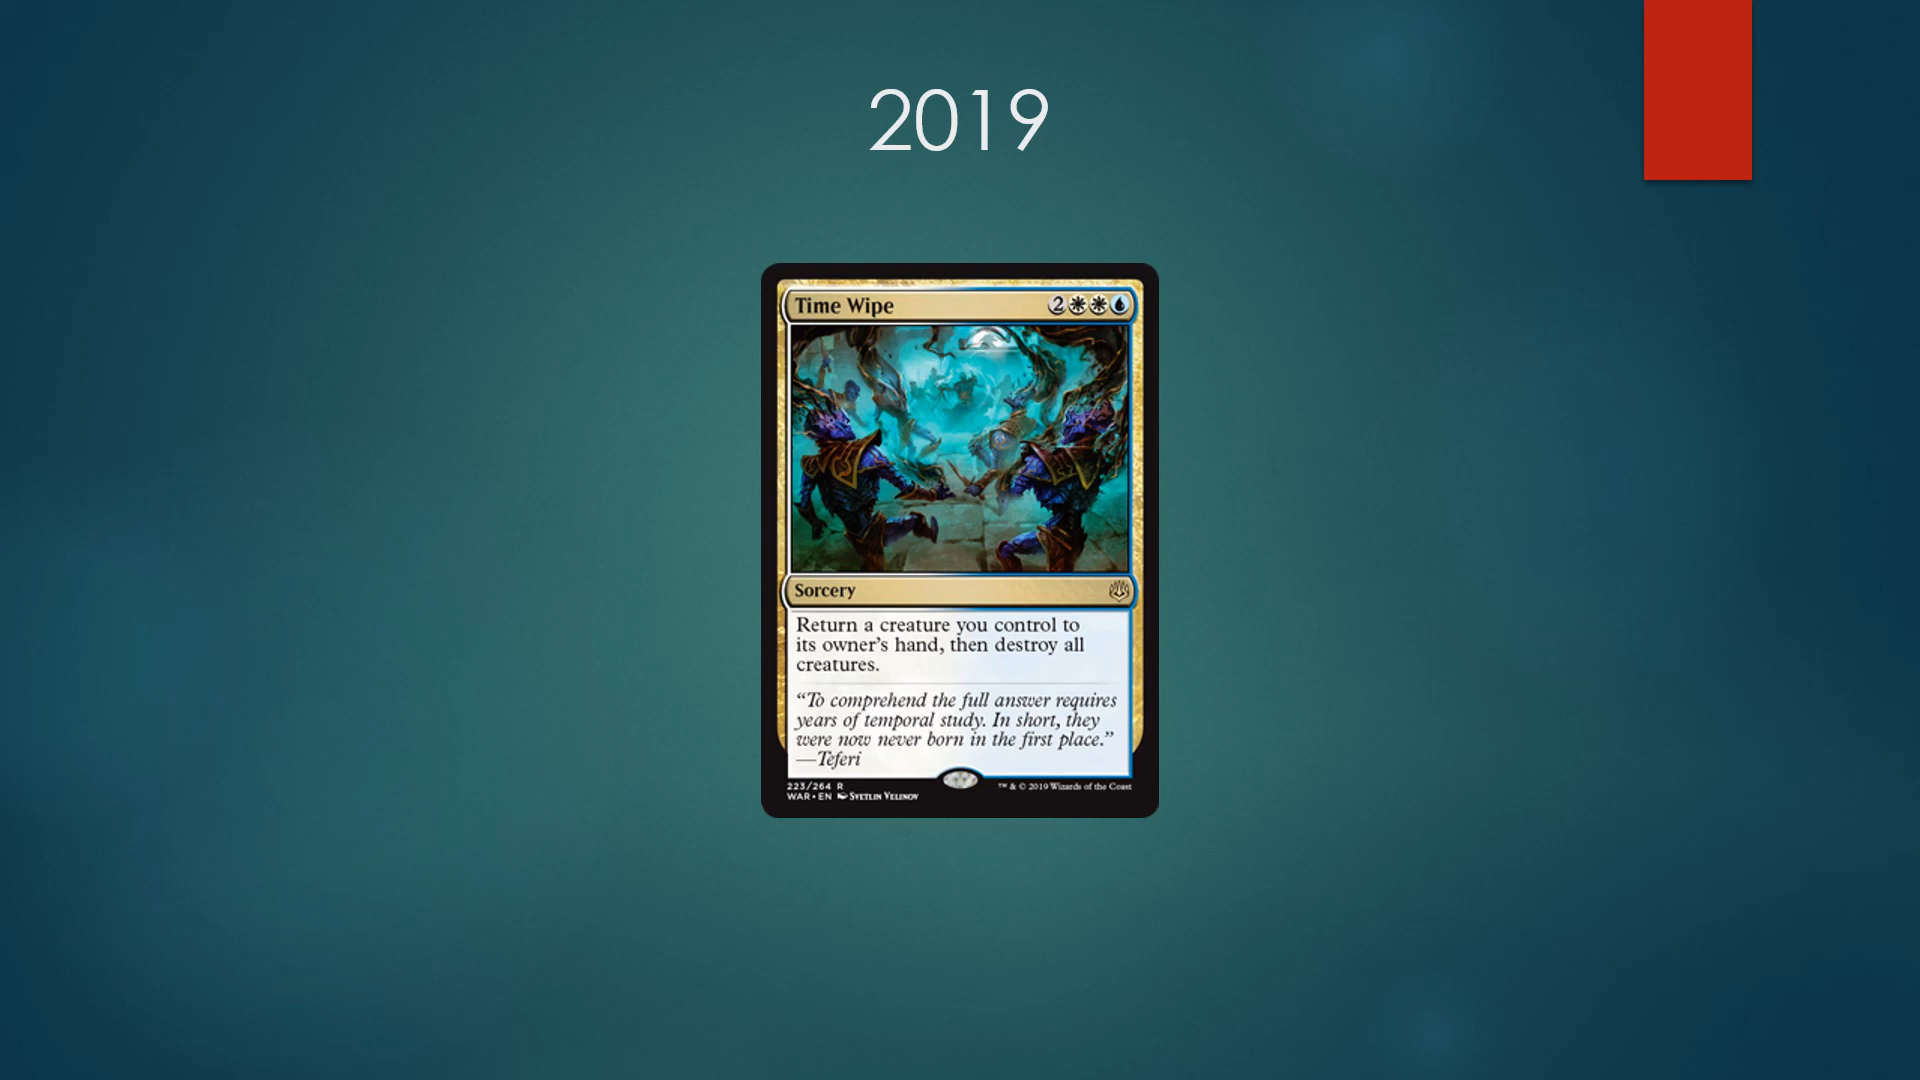 2019
Time Wipe 2
Sorcery
Return a creature you control to
its owner's hand, then destroy all
creatures.
“To comprehend the full answer requires
years of temporal study. In short, they
were now never born in the first place.”
—Teferi
223/264 R
WAR • EN Svetlin Velinov
™ & © 2019 Wizards of the Coast